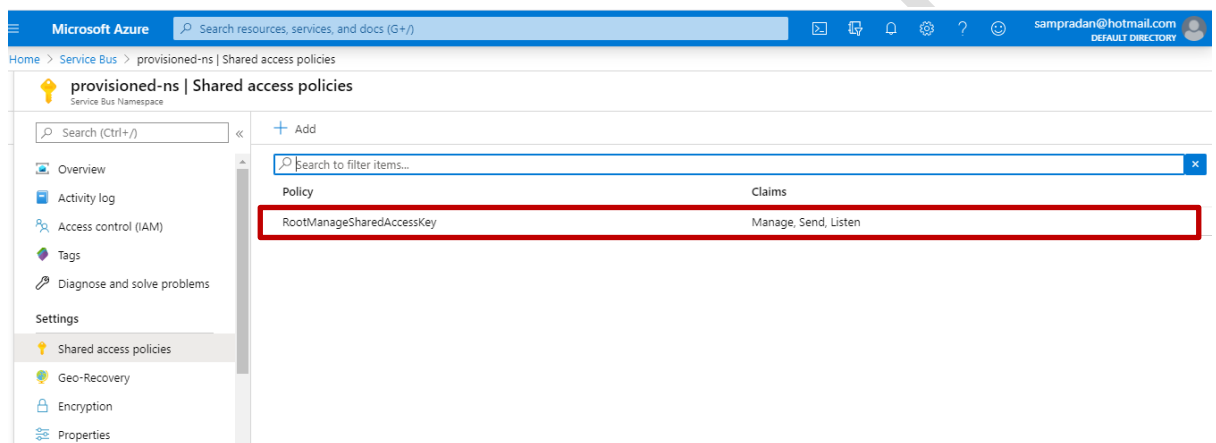 Microsoft Azure
Search resources, services, and docs (G+/)
sampradan@hotmail.com
DEFAULT DIRECTORY
Home > Service Bus > provisioned-ns | Shared access policies
provisioned-ns | Shared access policies
Service Bus Namespace
Search (Ctrl+/)
«
Overview
Activity log
Access control (IAM)
Tags
Diagnose and solve problems
Settings
Shared access policies
Geo-Recovery
Encryption
Properties
+ Add
Search to filter items...
Policy Claims
RootManageSharedAccessKey Manage, Send, Listen